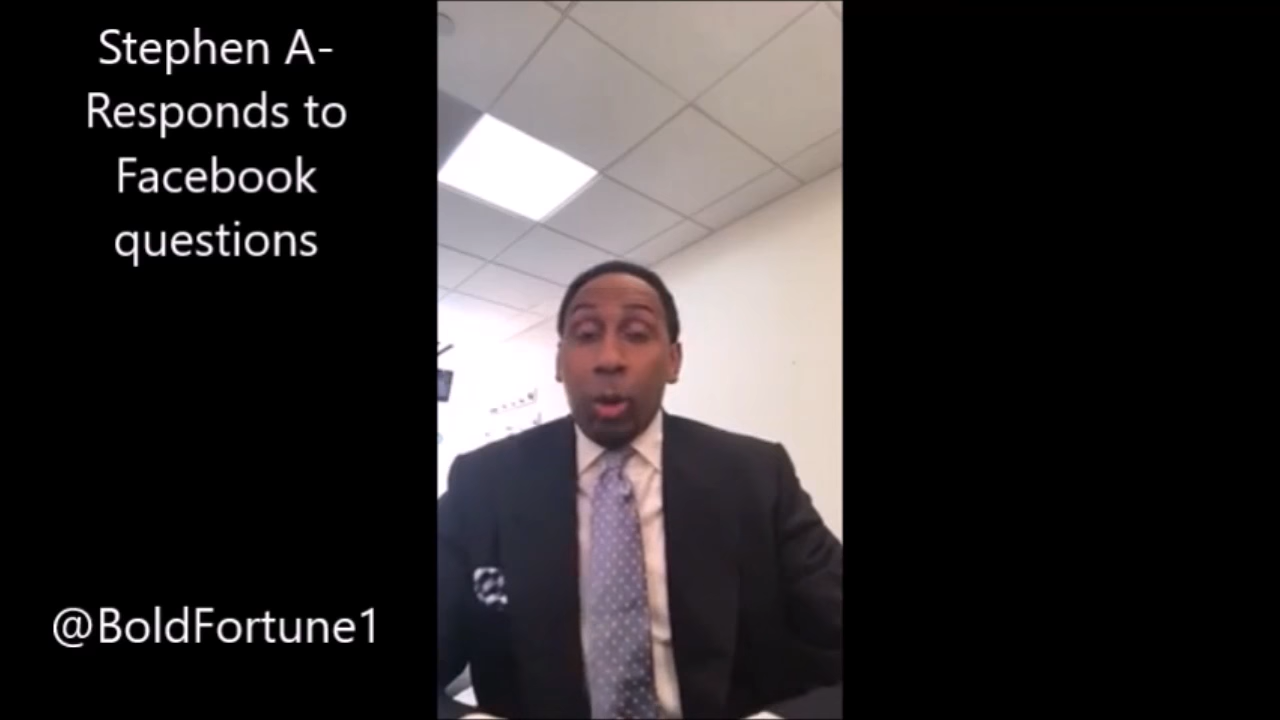 Stephen A-
Responds to
Facebook
questions
@BoldFortune1